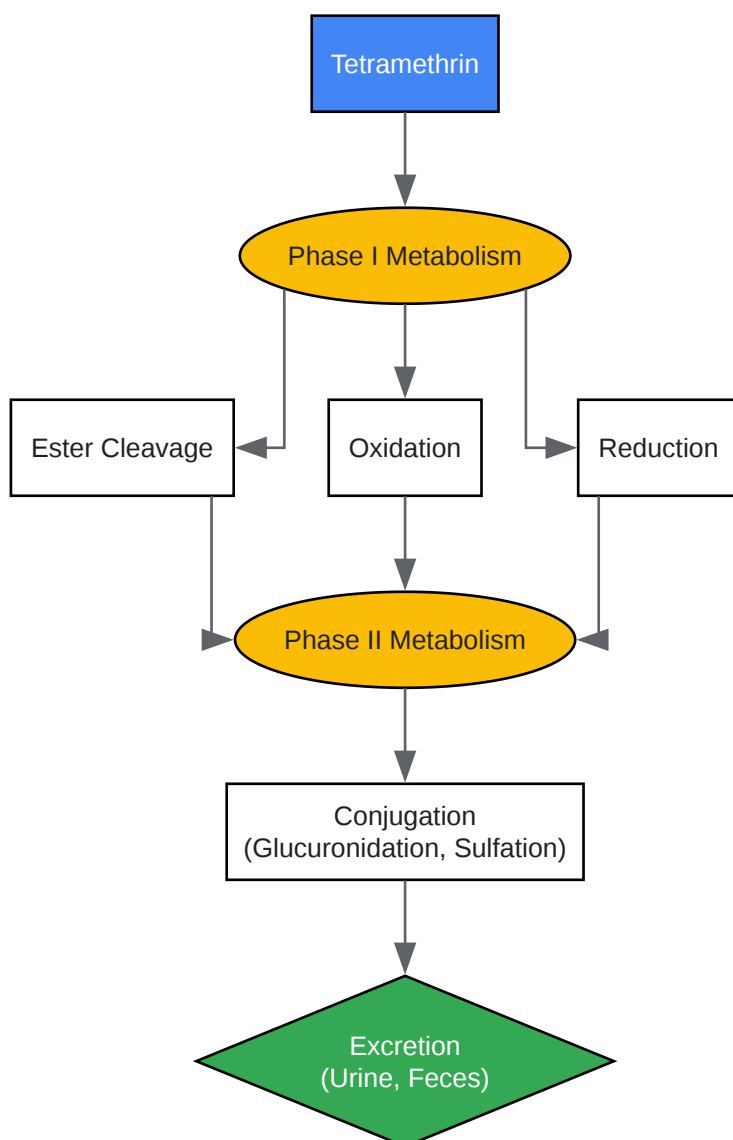 Tetramethrin
Phase I Metabolism
Ester Cleavage
Oxidation
Reduction
Phase II Metabolism
Conjugation
(Glucuronidation, Sulfation)
Excretion
(Urine, Feces)